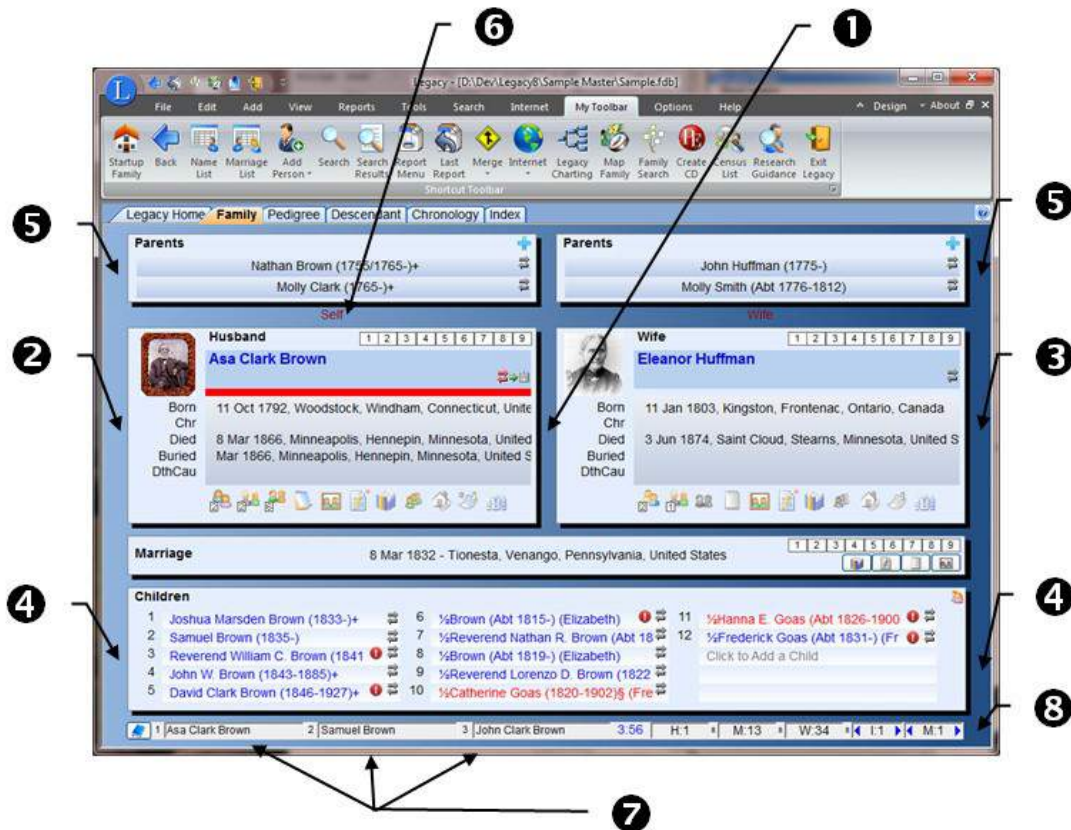 6
1
L
Legacy - [D:\Dev\Legacy8\Sample Master\Sample.fdb]
File Edit Add View Reports Tools Search Internet My Toolbar Options Help Design About
Startup Family Back Name List Marriage List Add Person Search Search Results Report Menu Last Report Merge Internet Legacy Charting Map Family Family Search Create CD Census List Research Guidance Exit Legacy
Shortcut Toolbar
5
5
Legacy Home Family Pedigree Descendant Chronology Index
Parents
Nathan Brown (1755/1765-)+
Molly Clark (1765-)+
Parents
John Huffman (1775-)
Molly Smith (Abt 1776-1812)
Self
Wife
2
3
Husband 1 2 3 4 5 6 7 8 9
Asa Clark Brown
Born 11 Oct 1792, Woodstock, Windham, Connecticut, Unite
Chr
Died 8 Mar 1866, Minneapolis, Hennepin, Minnesota, United
Buried Mar 1866, Minneapolis, Hennepin, Minnesota, United S
DthCau
Wife 1 2 3 4 5 6 7 8 9
Eleanor Huffman
Born 11 Jan 1803, Kingston, Frontenac, Ontario, Canada
Chr
Died 3 Jun 1874, Saint Cloud, Stearns, Minnesota, United S
Buried
DthCau
Marriage 8 Mar 1832 - Tionesta, Venango, Pennsylvania, United States 1 2 3 4 5 6 7 8 9
4
4
Children
1 Joshua Marsden Brown (1833-)+
2 Samuel Brown (1835-)
3 Reverend William C. Brown (1841
4 John W. Brown (1843-1885)+
5 David Clark Brown (1846-1927)+
6 ½Brown (Abt 1815-) (Elizabeth)
7 ½Reverend Nathan R. Brown (Abt 18
8 ½Brown (Abt 1819-) (Elizabeth)
9 ½Reverend Lorenzo D. Brown (1822
10 ½Catherine Goas (1820-1902)§ (Fre
11 ½Hanna E. Goas (Abt 1826-1900
12 ½Frederick Goas (Abt 1831-) (Fr
Click to Add a Child
8
1 Asa Clark Brown 2 Samuel Brown 3 John Clark Brown 3:56 H:1 M:13 W:34 I:1 M:1
7